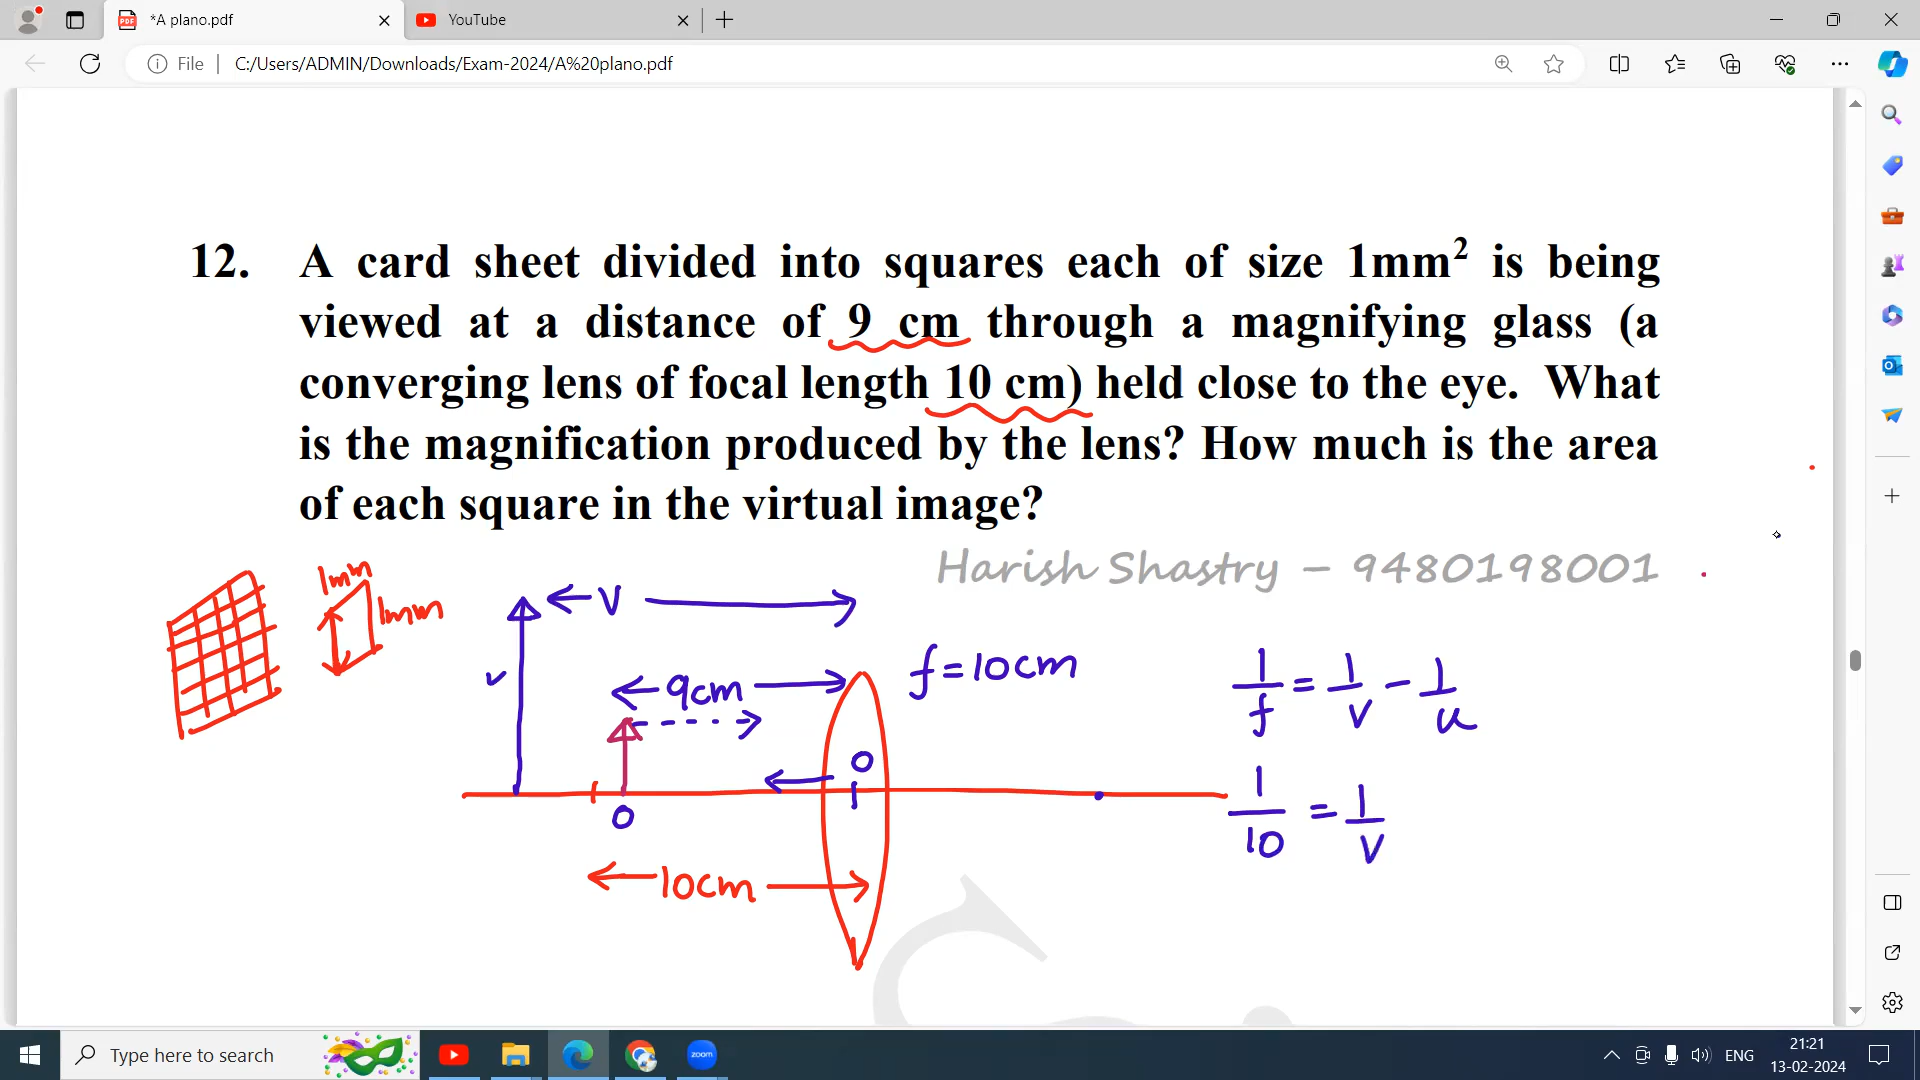 *A plano.pdf
YouTube
File
C:/Users/ADMIN/Downloads/Exam-2024/A%20plano.pdf
12. A card sheet divided into squares each of size 1mm² is being
viewed at a distance of 9 cm through a magnifying glass (a
converging lens of focal length 10 cm) held close to the eye. What
is the magnification produced by the lens? How much is the area
of each square in the virtual image?
Harish Shastry – 9480198001
1mm
1mm
V
f=10cm
9cm
1/f = 1/v - 1/u
O
O
1/10 = 1/v
10cm
Type here to search
zoom
ENG
21:21
13-02-2024